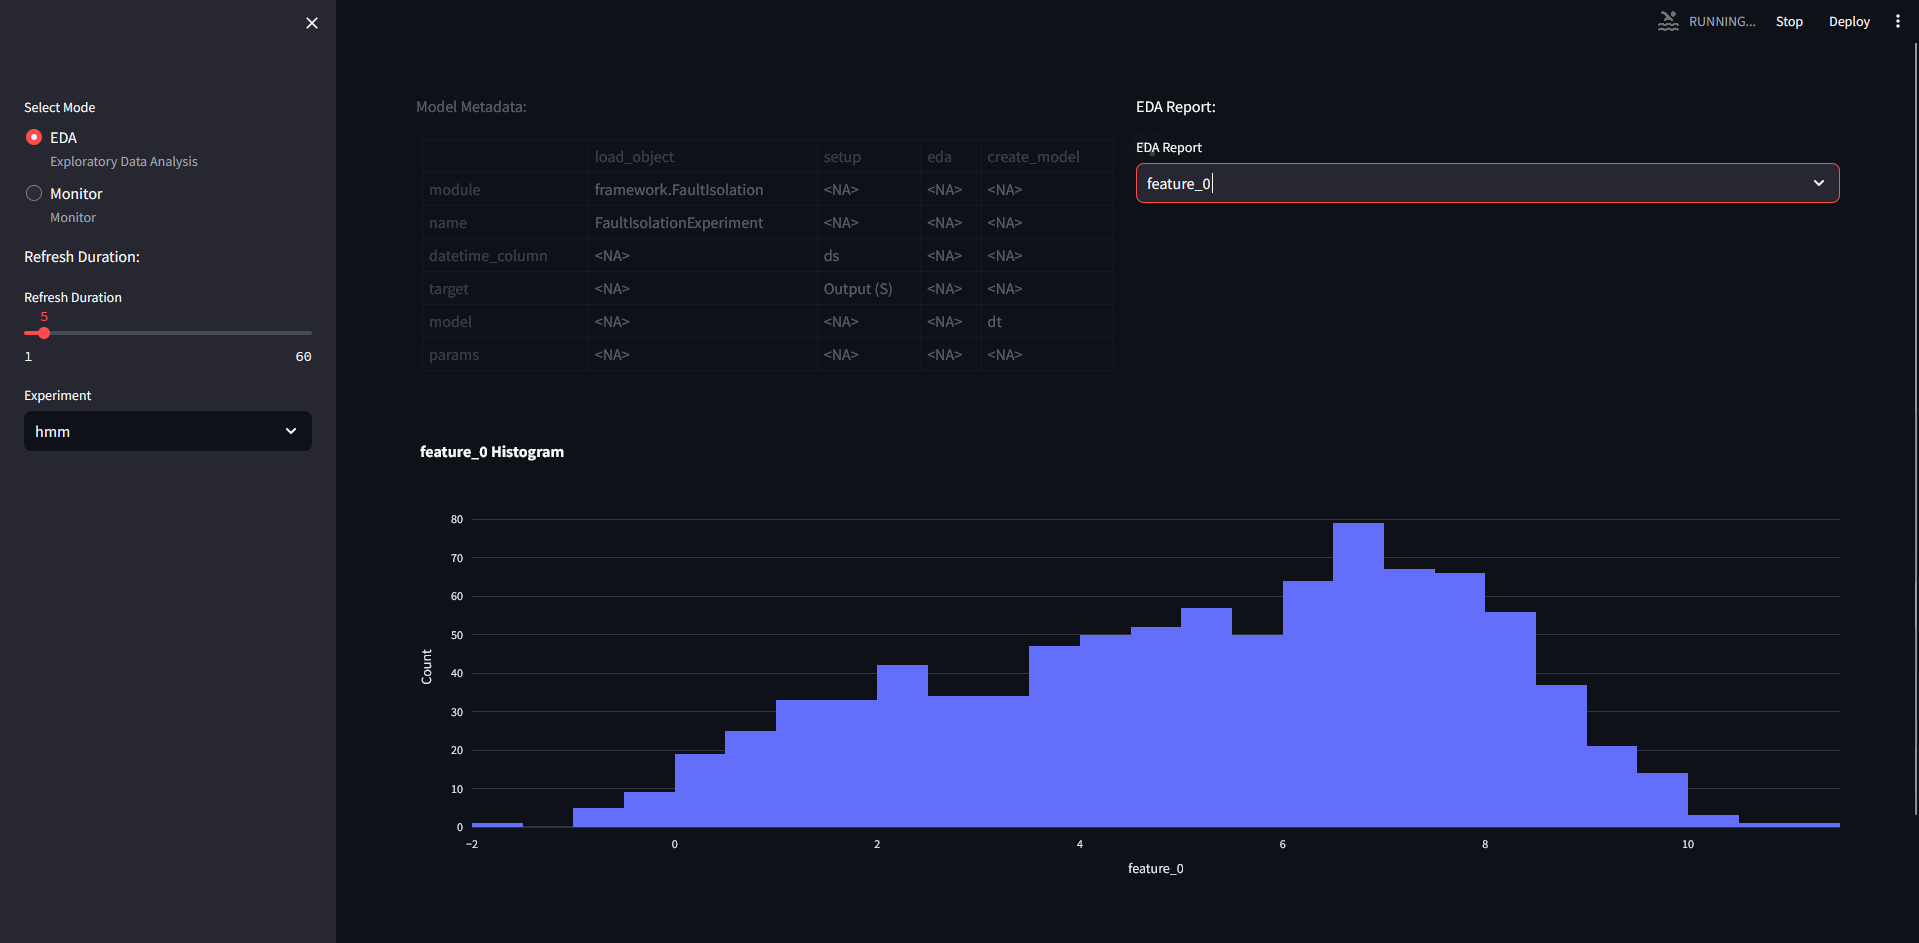 RUNNING...
Stop
Deploy
Select Mode
EDA
Exploratory Data Analysis
Monitor
Monitor
Refresh Duration:
Refresh Duration
5
1 60
Experiment
hmm
Model Metadata:
load_object setup eda create_model
module framework.FaultIsolation <NA> <NA> <NA>
name FaultIsolationExperiment <NA> <NA> <NA>
datetime_column <NA> ds <NA> <NA>
target <NA> Output (S) <NA> <NA>
model <NA> <NA> <NA> dt
params <NA> <NA> <NA> <NA>
EDA Report:
EDA Report
feature_0
feature_0 Histogram
80
70
60
50
40
30
20
10
0
Count
−2 0 2 4 6 8 10
feature_0